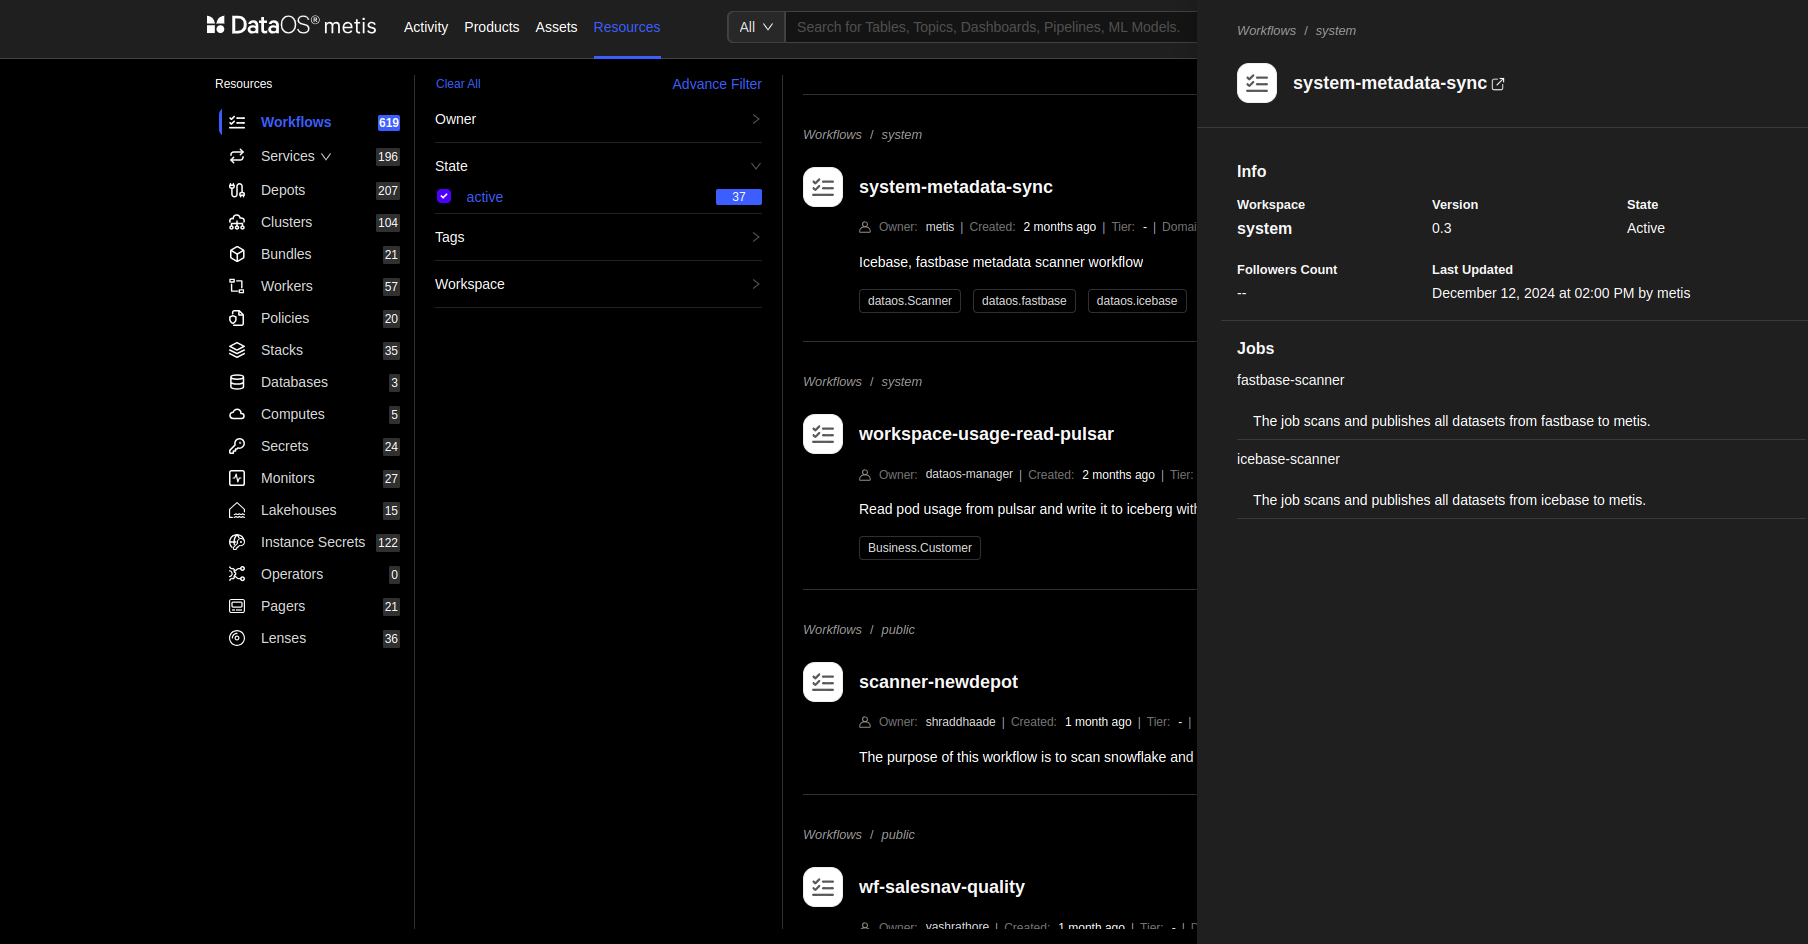 DataOS® metis
Activity Products Assets Resources
All
Search for Tables, Topics, Dashboards, Pipelines, ML Models.
Resources
Workflows 619
Services 196
Depots 207
Clusters 104
Bundles 21
Workers 57
Policies 20
Stacks 35
Databases 3
Computes 5
Secrets 24
Monitors 27
Lakehouses 15
Instance Secrets 122
Operators 0
Pagers 21
Lenses 36
Clear All Advance Filter
Owner
State
active 37
Tags
Workspace
Workflows / system
system-metadata-sync
Owner: metis | Created: 2 months ago | Tier: - | Domai
Icebase, fastbase metadata scanner workflow
dataos.Scanner dataos.fastbase dataos.icebase
Workflows / system
workspace-usage-read-pulsar
Owner: dataos-manager | Created: 2 months ago | Tier:
Read pod usage from pulsar and write it to iceberg with
Business.Customer
Workflows / public
scanner-newdepot
Owner: shraddhaade | Created: 1 month ago | Tier: - |
The purpose of this workflow is to scan snowflake and
Workflows / public
wf-salesnav-quality
Owner: yashrathore | Created: 1 month ago | Tier: - | D
Workflows / system
system-metadata-sync
Info
Workspace Version State
system 0.3 Active
Followers Count Last Updated
-- December 12, 2024 at 02:00 PM by metis
Jobs
fastbase-scanner
The job scans and publishes all datasets from fastbase to metis.
icebase-scanner
The job scans and publishes all datasets from icebase to metis.